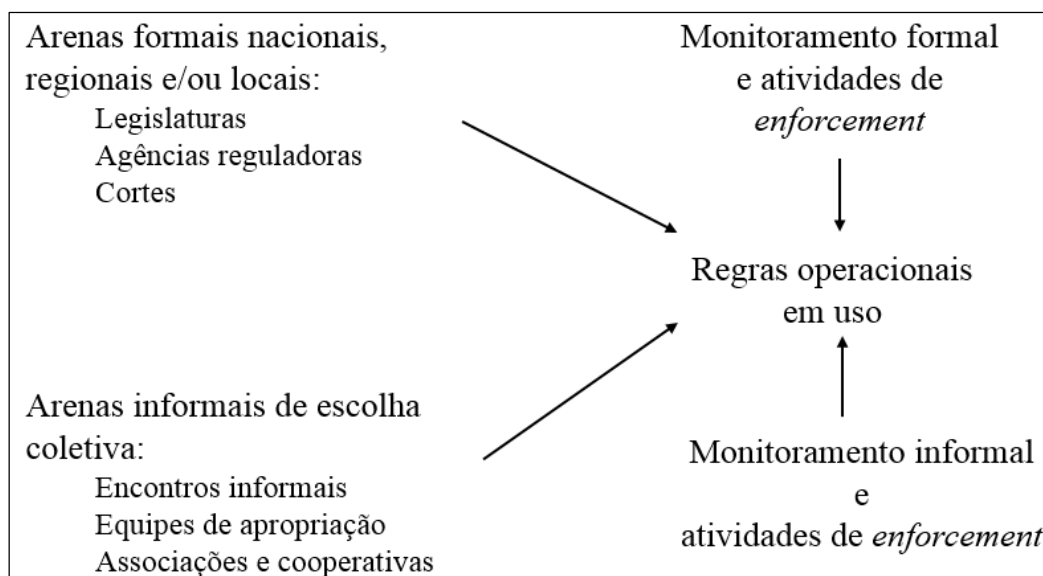 Arenas formais nacionais,
regionais e/ou locais:
Legislaturas
Agências reguladoras
Cortes
Monitoramento formal
e atividades de
enforcement
Regras operacionais
em uso
Arenas informais de escolha
coletiva:
Encontros informais
Equipes de apropriação
Associações e cooperativas
Monitoramento informal
e
atividades de enforcement